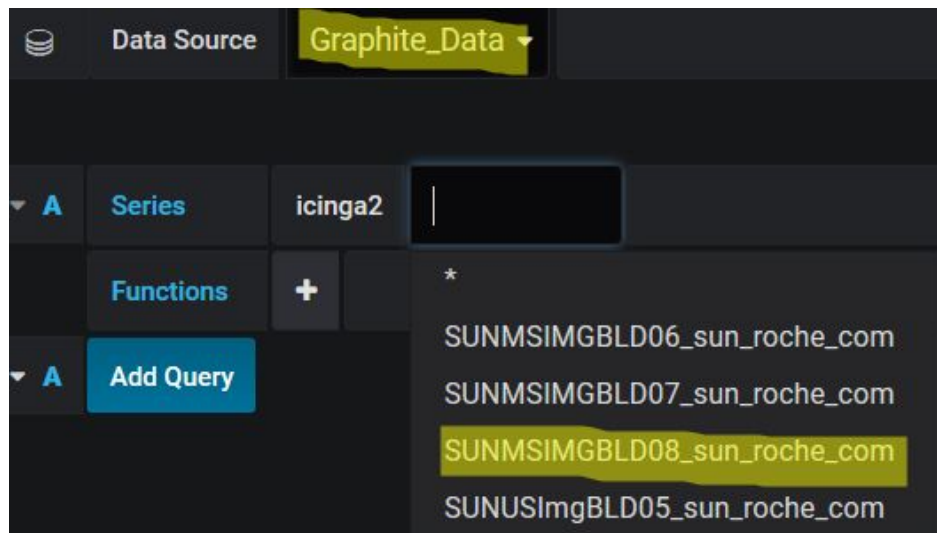 Data Source Graphite_Data
A Series icinga2
Functions + *
SUNMSIMGBLD06_sun_roche_com
A Add Query SUNMSIMGBLD07_sun_roche_com
SUNMSIMGBLD08_sun_roche_com
SUNUSImgBLD05_sun_roche_com